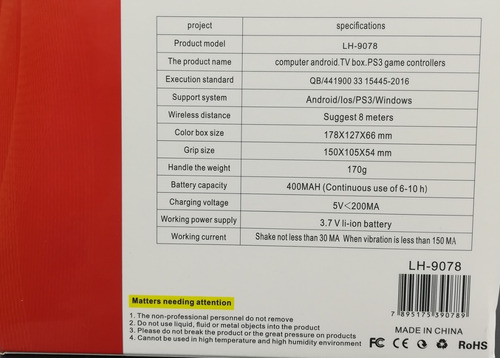 project specifications
Product model LH-9078
The product name computer android.TV box.PS3 game controllers
Execution standard QB/441900 33 15445-2016
Support system Android/Ios/PS3/Windows
Wireless distance Suggest 8 meters
Color box size 178X127X66 mm
Grip size 150X105X54 mm
Handle the weight 170g
Battery capacity 400MAH (Continuous use of 6-10 h)
Charging voltage 5V<200MA
Working power supply 3.7 V li-ion battery
Working current Shake not less than 30 MA When vibration is less than 150 MA
LH-9078
7 895175 390789
Matters needing attention
1. The non-professional personnel do not remove
2. Do not use liquid, fluid or metal objects into the product
3. Please do not break the product or the great pressure on products
4. Cannot be used in high temperature and high humidity environment
MADE IN CHINA
FC CE RoHS